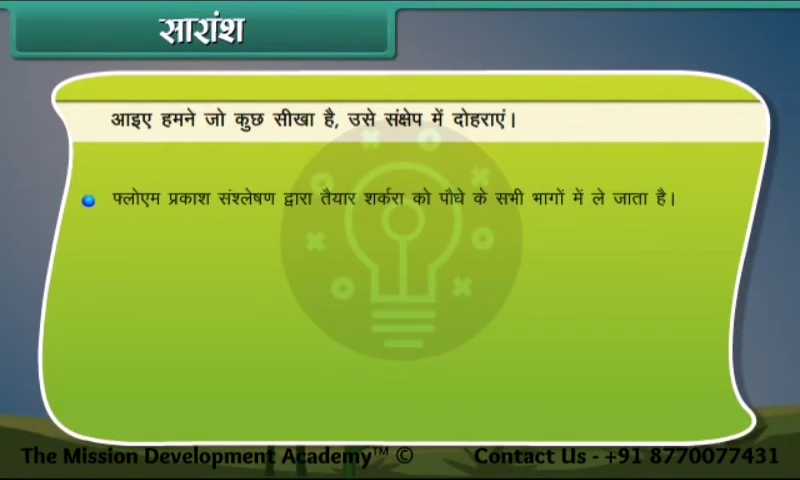 सारांश
आइए हमने जो कुछ सीखा है, उसे संक्षेप में दोहराएं।
फ्लोएम प्रकाश संश्लेषण द्वारा तैयार शर्करा को पौधे के सभी भागों में ले जाता है।
The Mission Development Academy™ © Contact Us - +91 8770077431